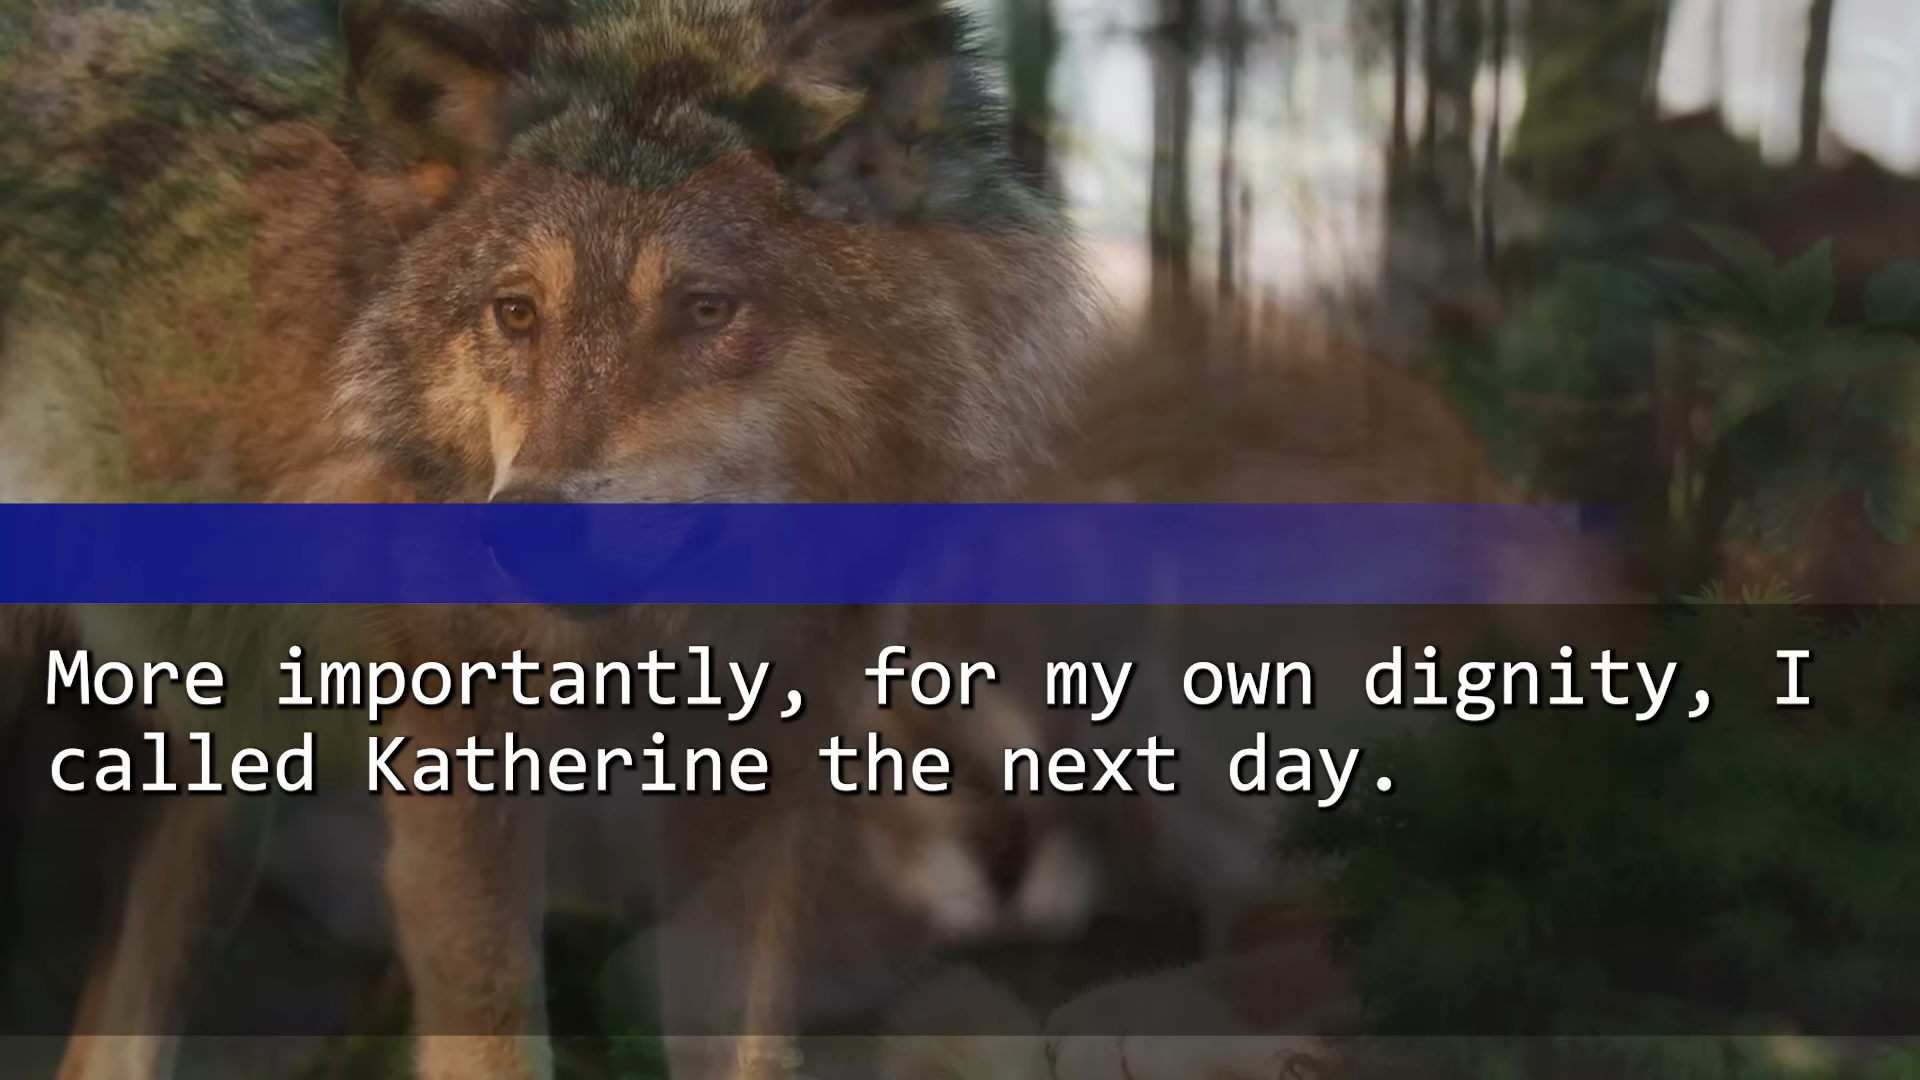 More importantly, for my own dignity, I
called Katherine the next day.